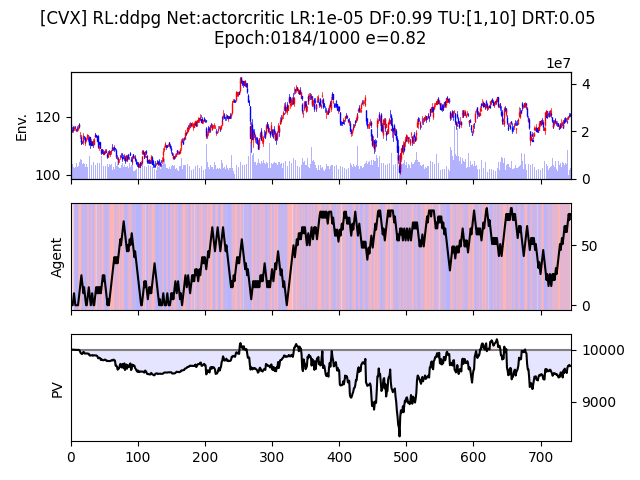 [CVX] RL:ddpg Net:actorcritic LR:1e-05 DF:0.99 TU:[1,10] DRT:0.05
Epoch:0184/1000 e=0.82
1e7
Env.
120
100
4
2
0
Agent
50
0
PV
10000
9000
0 100 200 300 400 500 600 700